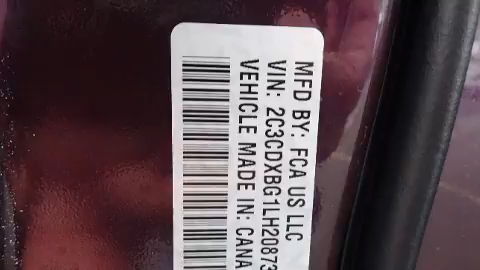 MFD BY: FCA US LLC
VIN: 2C3CDXBG1LH20873
VEHICLE MADE IN: CANA